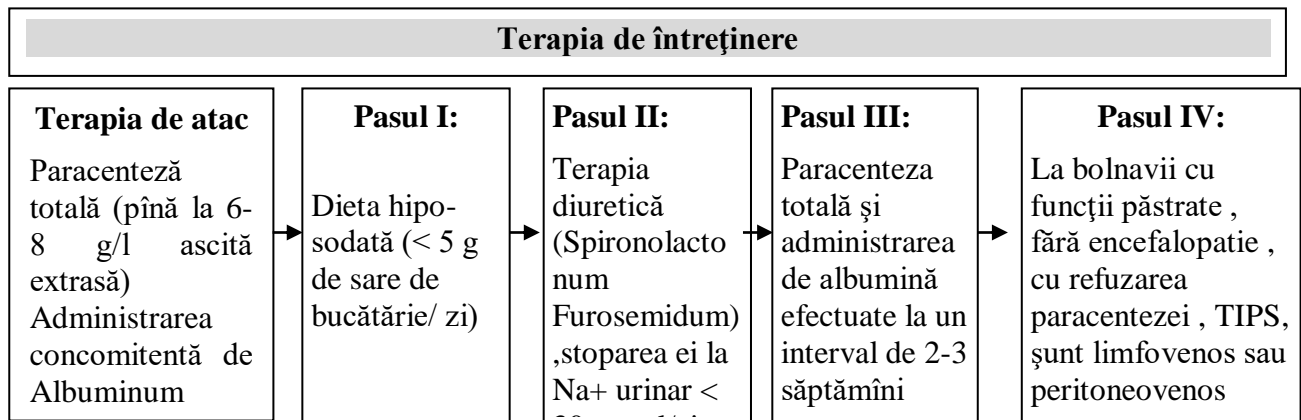 Terapia de întreţinere
Terapia de atac
Paracenteză
totală (pînă la 6-
8 g/l ascită
extrasă)
Administrarea
concomitentă de
Albuminum
Pasul I:
Dieta hipo-
sodată (< 5 g
de sare de
bucătărie/ zi)
Pasul II:
Terapia
diuretică
(Spironolacto
num
Furosemidum)
,stoparea ei la
Na+ urinar <
Pasul III:
Paracenteza
totală şi
administrarea
de albumină
efectuate la un
interval de 2-3
săptămîni
Pasul IV:
La bolnavii cu
funcţii păstrate ,
fără encefalopatie ,
cu refuzarea
paracentezei , TIPS,
şunt limfovenos sau
peritoneovenos